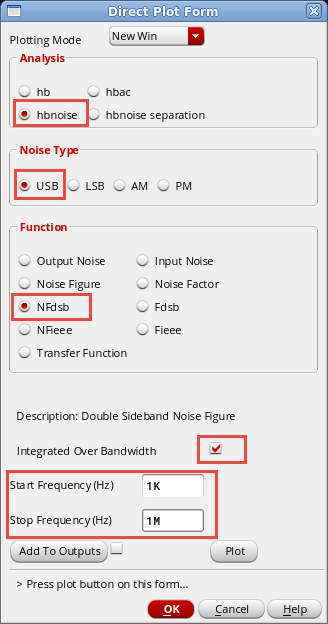 Direct Plot Form
Plotting Mode New Win
Analysis
hb hbac
hbnoise hbnoise separation
Noise Type
USB LSB AM PM
Function
Output Noise Input Noise
Noise Figure Noise Factor
NFdsb Fdsb
NFieee Fieee
Transfer Function
Description: Double Sideband Noise Figure
Integrated Over Bandwidth
Start Frequency (Hz) 1K
Stop Frequency (Hz) 1M
Add To Outputs Plot
> Press plot button on this form...
OK Cancel Help